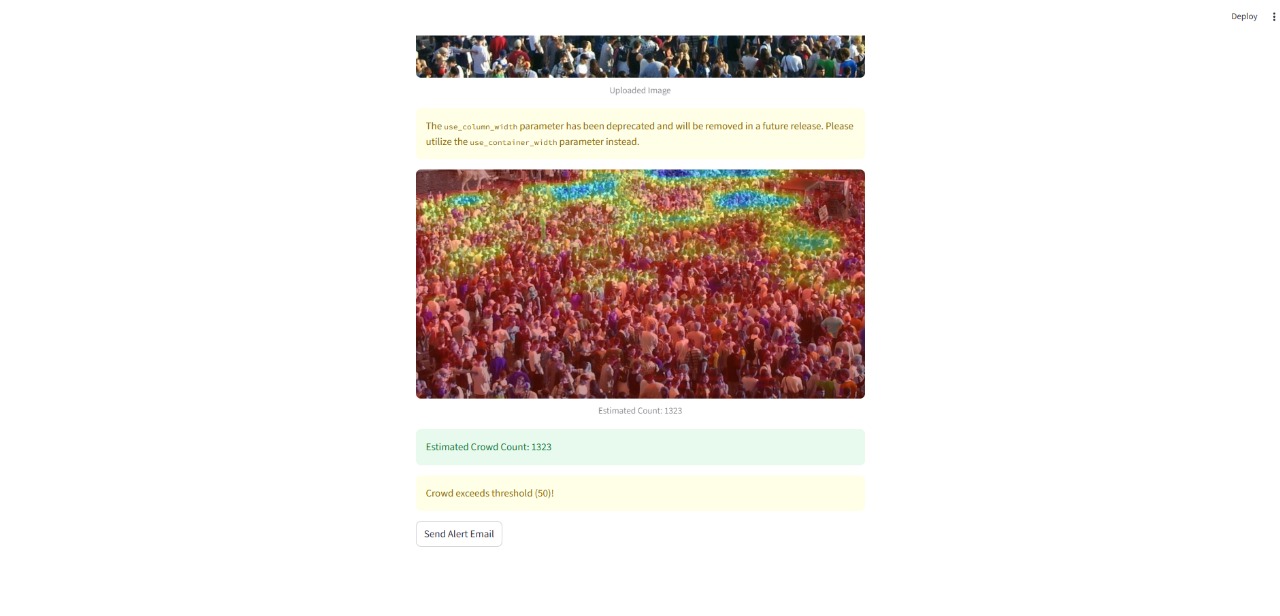 Deploy
Uploaded Image
The use_column_width parameter has been deprecated and will be removed in a future release. Please
utilize the use_container_width parameter instead.
Estimated Count: 1323
Estimated Crowd Count: 1323
Crowd exceeds threshold (50)!
Send Alert Email